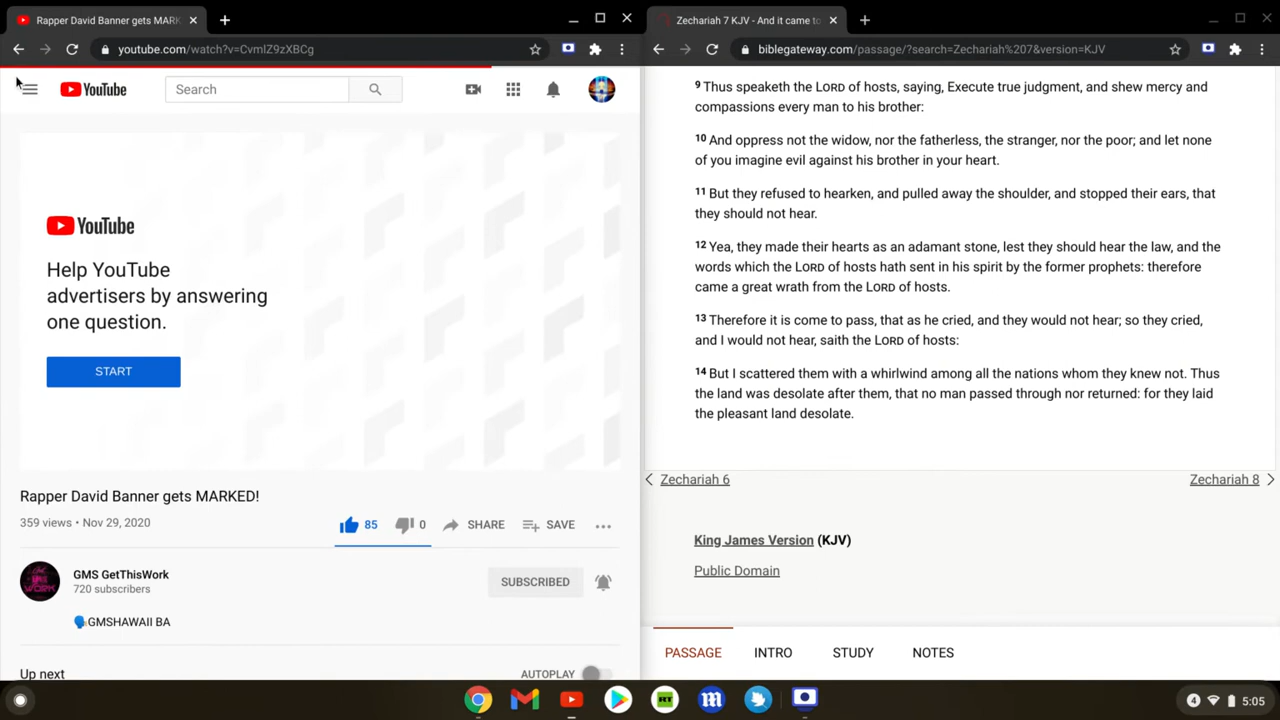 Rapper David Banner gets MARK
Zechariah 7 KJV - And it came to
youtube.com/watch?v=CvmlZ9zXBCg
biblegateway.com/passage/?search=Zechariah%207&version=KJV
YouTube
Search
YouTube
Help YouTube
advertisers by answering
one question.
START
Rapper David Banner gets MARKED!
359 views • Nov 29, 2020
85
0
SHARE
SAVE
GMS GetThisWork
720 subscribers
SUBSCRIBED
GMSHAWAII BA
Up next
AUTOPLAY
9 Thus speaketh the LORD of hosts, saying, Execute true judgment, and shew mercy and
compassions every man to his brother:
10 And oppress not the widow, nor the fatherless, the stranger, nor the poor; and let none
of you imagine evil against his brother in your heart.
11 But they refused to hearken, and pulled away the shoulder, and stopped their ears, that
they should not hear.
12 Yea, they made their hearts as an adamant stone, lest they should hear the law, and the
words which the LORD of hosts hath sent in his spirit by the former prophets: therefore
came a great wrath from the LORD of hosts.
13 Therefore it is come to pass, that as he cried, and they would not hear; so they cried,
and I would not hear, saith the LORD of hosts:
14 But I scattered them with a whirlwind among all the nations whom they knew not. Thus
the land was desolate after them, that no man passed through nor returned: for they laid
the pleasant land desolate.
Zechariah 6
Zechariah 8
King James Version (KJV)
Public Domain
PASSAGE
INTRO
STUDY
NOTES
RT
m
4
5:05